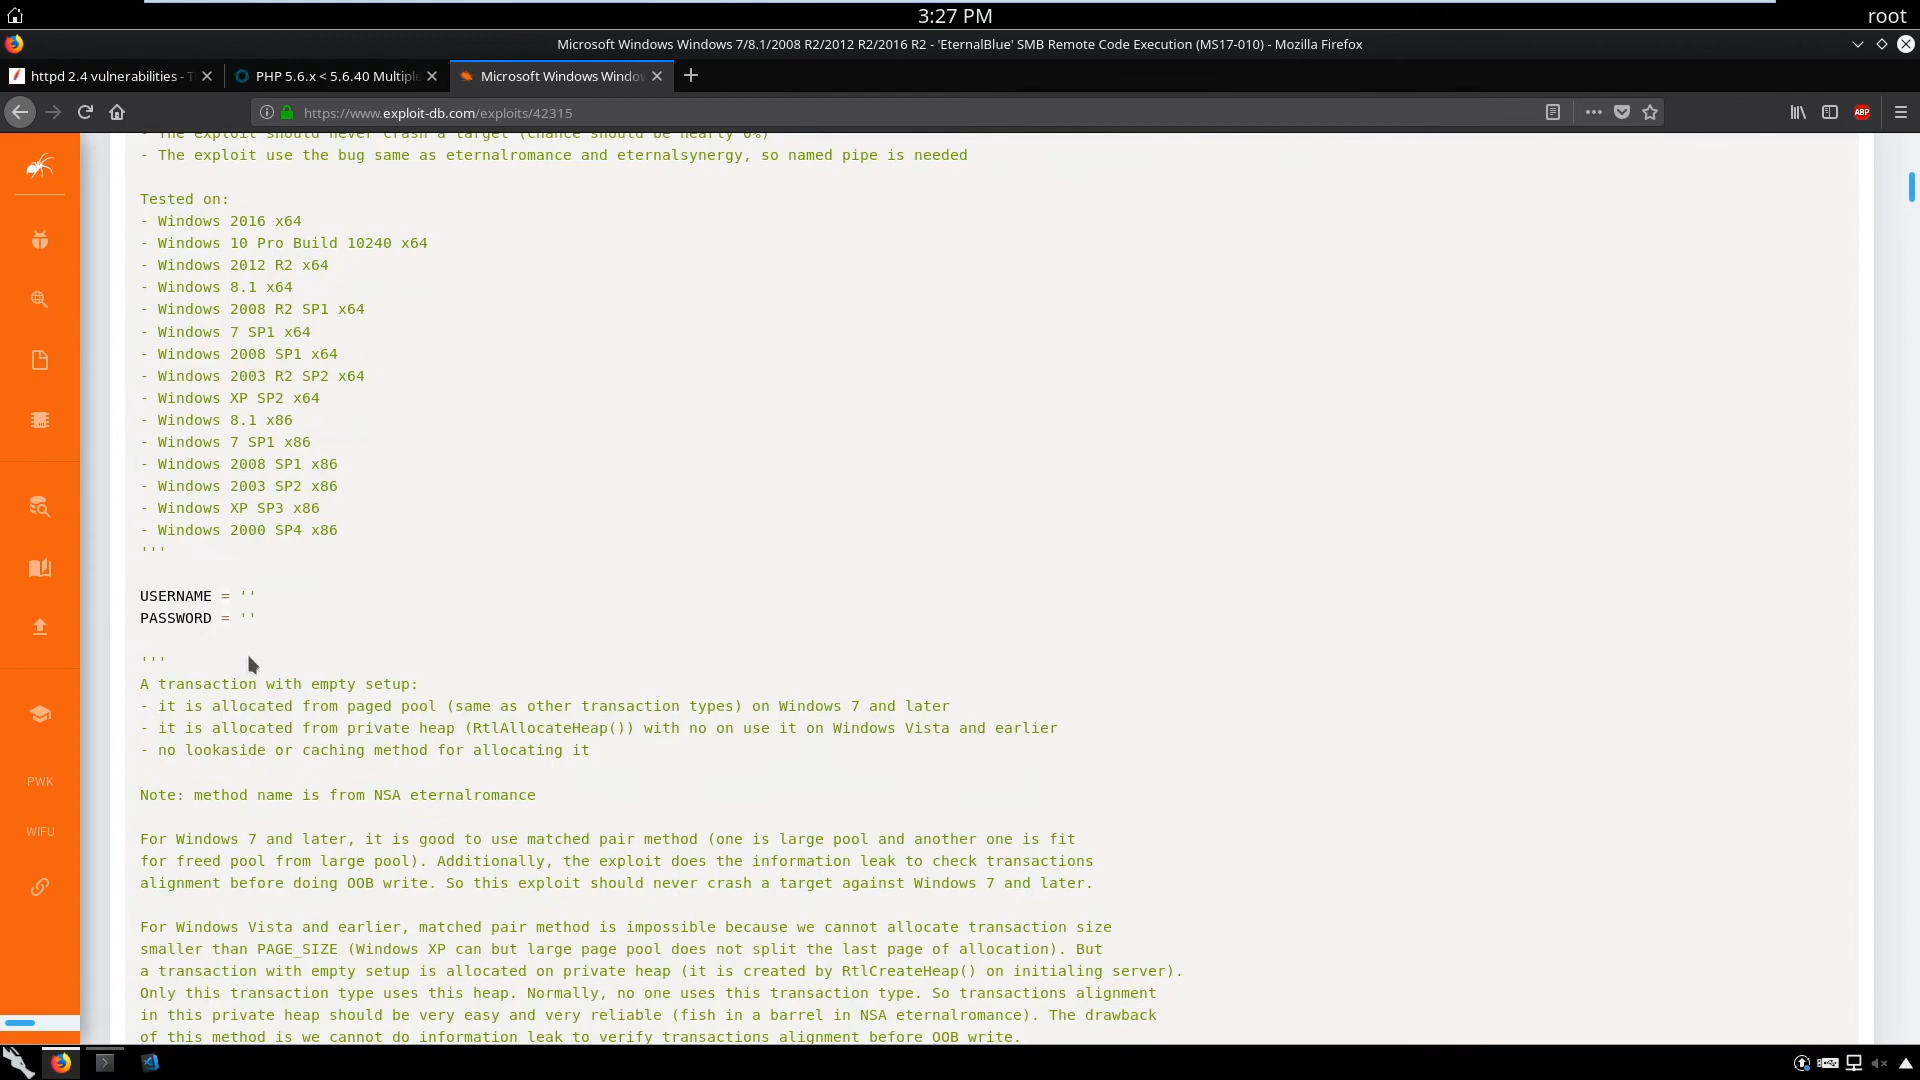 3:27 PM
root
Microsoft Windows Windows 7/8.1/2008 R2/2012 R2/2016 R2 - 'EternalBlue' SMB Remote Code Execution (MS17-010) - Mozilla Firefox
httpd 2.4 vulnerabilities - T
PHP 5.6.x < 5.6.40 Multiple
Microsoft Windows Windo
https://www.exploit-db.com/exploits/42315
ABP
- The exploit should never crash a target (chance should be nearly 0%)
- The exploit use the bug same as eternalromance and eternalsynergy, so named pipe is needed
Tested on:
- Windows 2016 x64
- Windows 10 Pro Build 10240 x64
- Windows 2012 R2 x64
- Windows 8.1 x64
- Windows 2008 R2 SP1 x64
- Windows 7 SP1 x64
- Windows 2008 SP1 x64
- Windows 2003 R2 SP2 x64
- Windows XP SP2 x64
- Windows 8.1 x86
- Windows 7 SP1 x86
- Windows 2008 SP1 x86
- Windows 2003 SP2 x86
- Windows XP SP3 x86
- Windows 2000 SP4 x86
'''
USERNAME = ''
PASSWORD = ''
'''
A transaction with empty setup:
- it is allocated from paged pool (same as other transaction types) on Windows 7 and later
- it is allocated from private heap (RtlAllocateHeap()) with no on use it on Windows Vista and earlier
- no lookaside or caching method for allocating it
Note: method name is from NSA eternalromance
For Windows 7 and later, it is good to use matched pair method (one is large pool and another one is fit
for freed pool from large pool). Additionally, the exploit does the information leak to check transactions
alignment before doing OOB write. So this exploit should never crash a target against Windows 7 and later.
For Windows Vista and earlier, matched pair method is impossible because we cannot allocate transaction size
smaller than PAGE_SIZE (Windows XP can but large page pool does not split the last page of allocation). But
a transaction with empty setup is allocated on private heap (it is created by RtlCreateHeap() on initialing server).
Only this transaction type uses this heap. Normally, no one uses this transaction type. So transactions alignment
in this private heap should be very easy and very reliable (fish in a barrel in NSA eternalromance). The drawback
of this method is we cannot do information leak to verify transactions alignment before OOB write.
PWK
WIFU